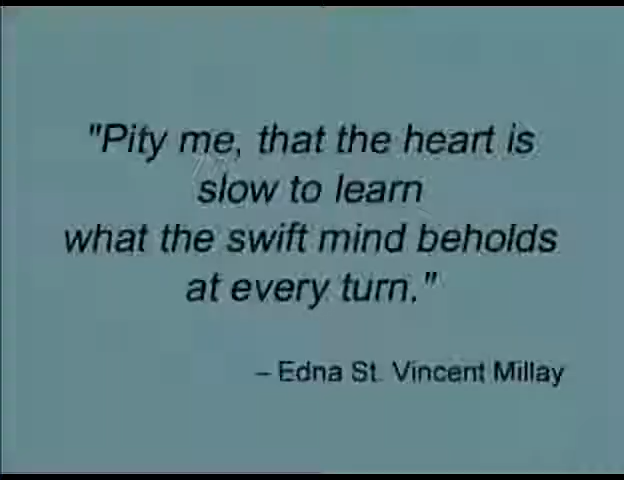 "Pity me, that the heart is
slow to learn
what the swift mind beholds
at every turn."
– Edna St. Vincent Millay